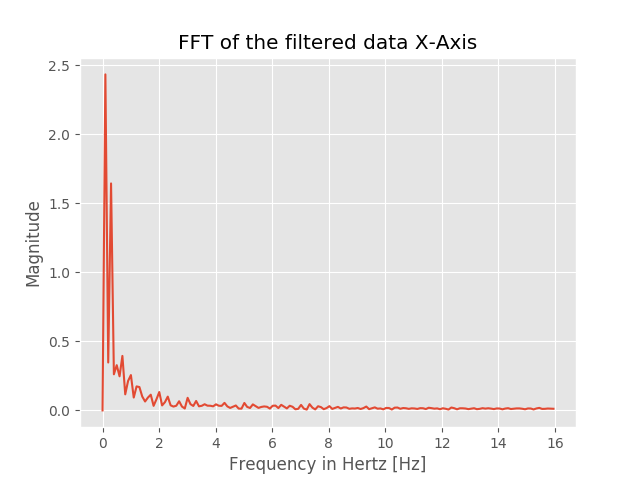 FFT of the filtered data X-Axis
2.5
2.0
1.5
1.0
0.5
0.0
Magnitude
0 2 4 6 8 10 12 14 16
Frequency in Hertz [Hz]